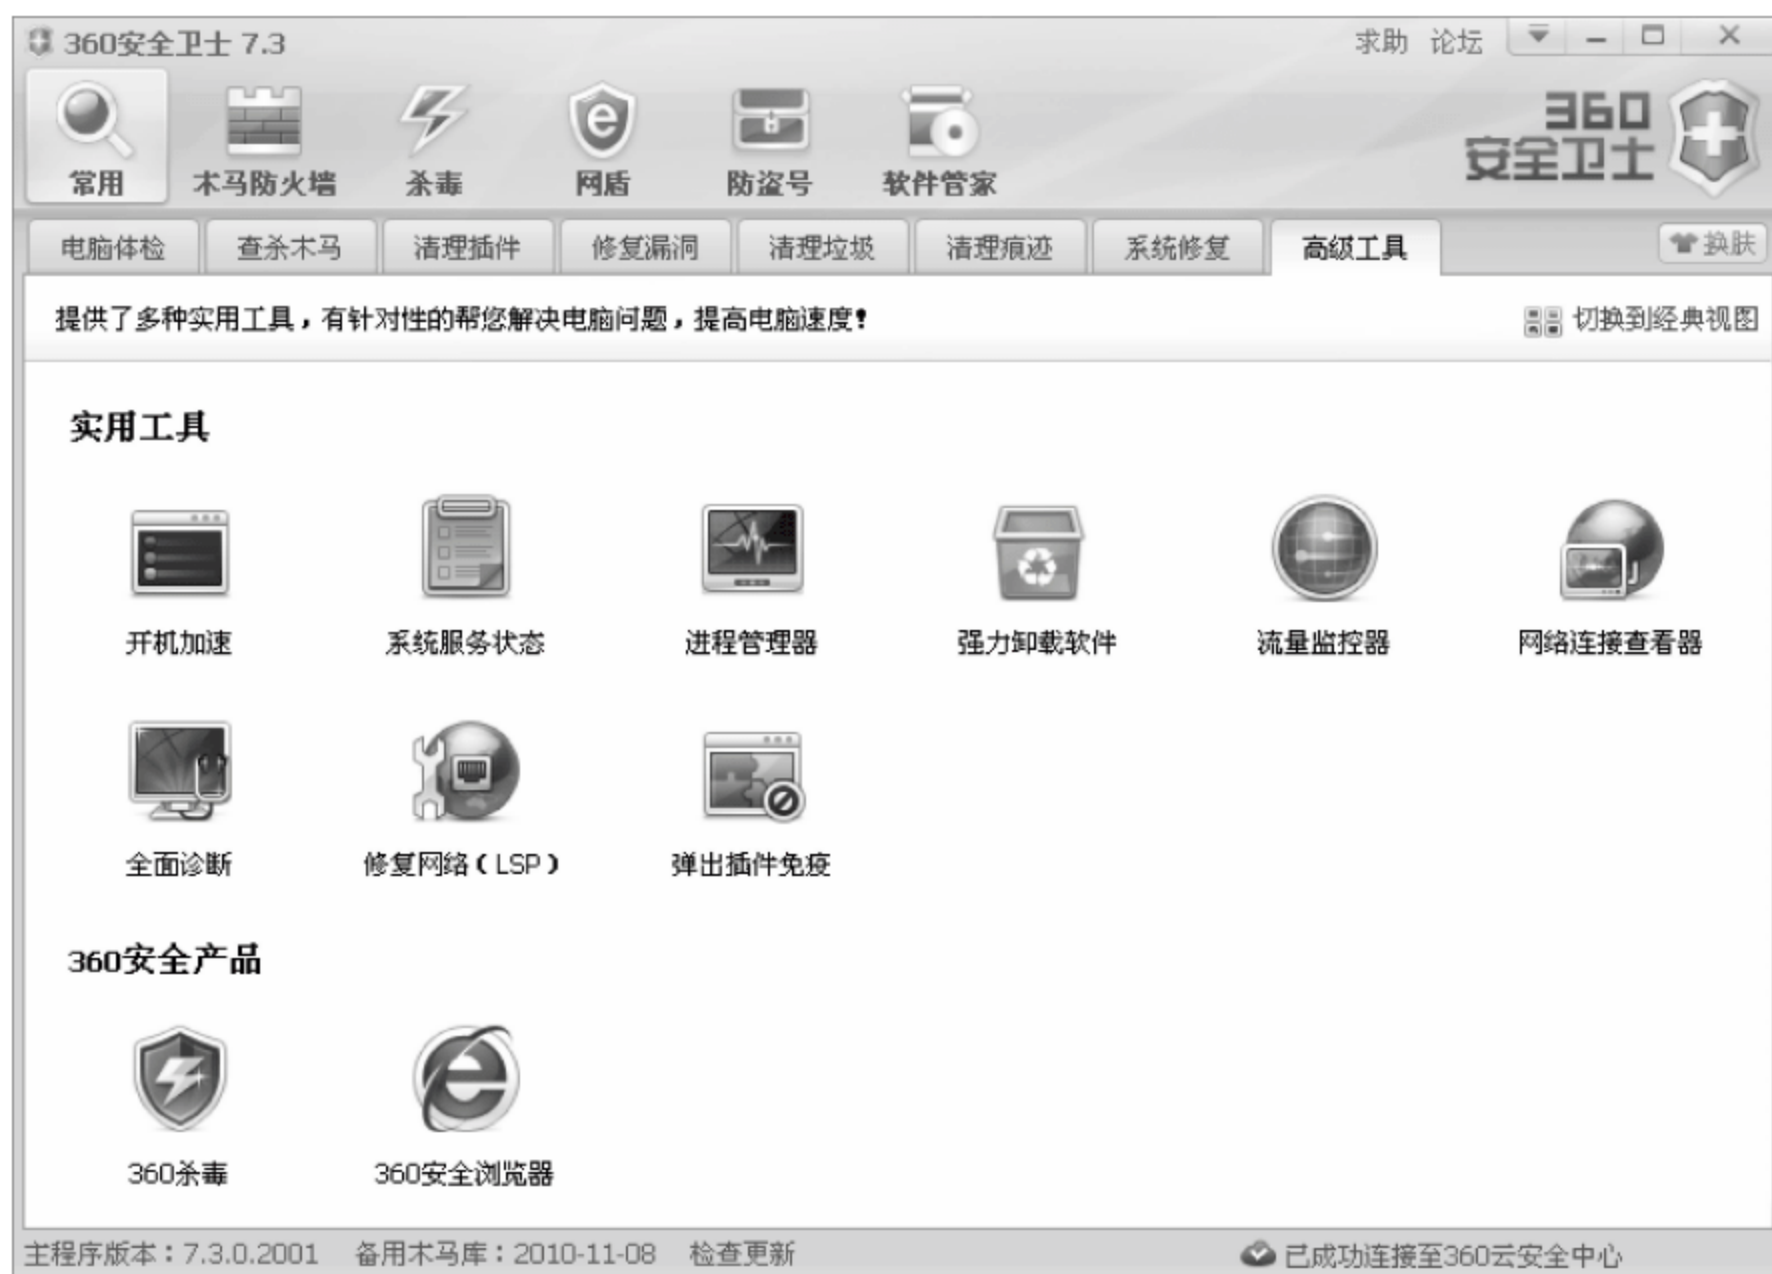 360安全卫士 7.3
求助 论坛
360
安全卫士
常用 木马防火墙 杀毒 网盾 防盗号 软件管家
电脑体检 查杀木马 清理插件 修复漏洞 清理垃圾 清理痕迹 系统修复 高级工具 换肤
提供了多种实用工具，有针对性的帮您解决电脑问题，提高电脑速度！ 切换到经典视图
实用工具
开机加速 系统服务状态 进程管理器 强力卸载软件 流量监控器 网络连接查看器
全面诊断 修复网络（LSP） 弹出插件免疫
360安全产品
360杀毒 360安全浏览器
主程序版本：7.3.0.2001 备用木马库：2010-11-08 检查更新 已成功连接至360云安全中心